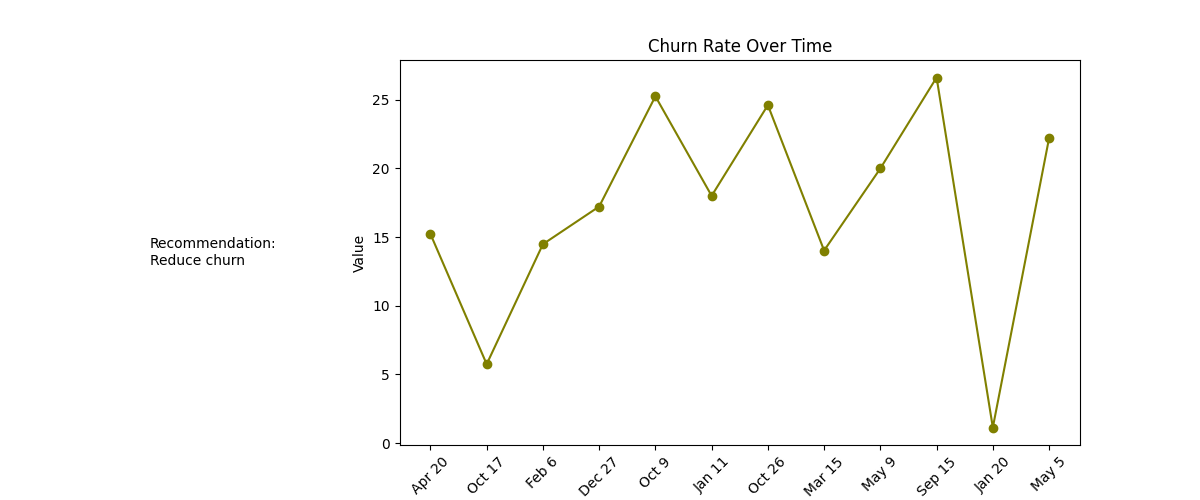 Churn Rate Over Time
Recommendation:
Reduce churn
Value
25
20
15
10
5
0
Apr 20
Oct 17
Feb 6
Dec 27
Oct 9
Jan 11
Oct 26
Mar 15
May 9
Sep 15
Jan 20
May 5